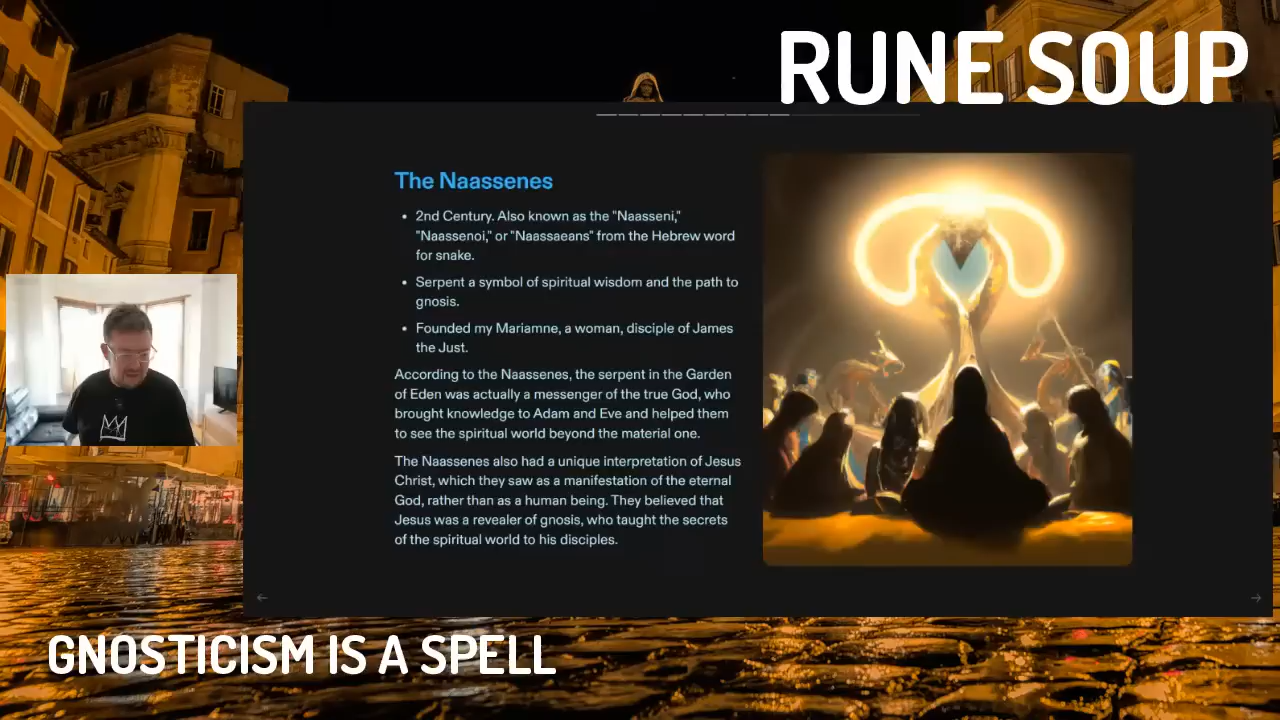 RUNE SOUP
The Naassenes
• 2nd Century. Also known as the "Naasseni,"
"Naassenoi," or "Naassaeans" from the Hebrew word
for snake.
• Serpent a symbol of spiritual wisdom and the path to
gnosis.
• Founded my Mariamne, a woman, disciple of James
the Just.
According to the Naassenes, the serpent in the Garden
of Eden was actually a messenger of the true God, who
brought knowledge to Adam and Eve and helped them
to see the spiritual world beyond the material one.
The Naassenes also had a unique interpretation of Jesus
Christ, which they saw as a manifestation of the eternal
God, rather than as a human being. They believed that
Jesus was a revealer of gnosis, who taught the secrets
of the spiritual world to his disciples.
GNOSTICISM IS A SPELL